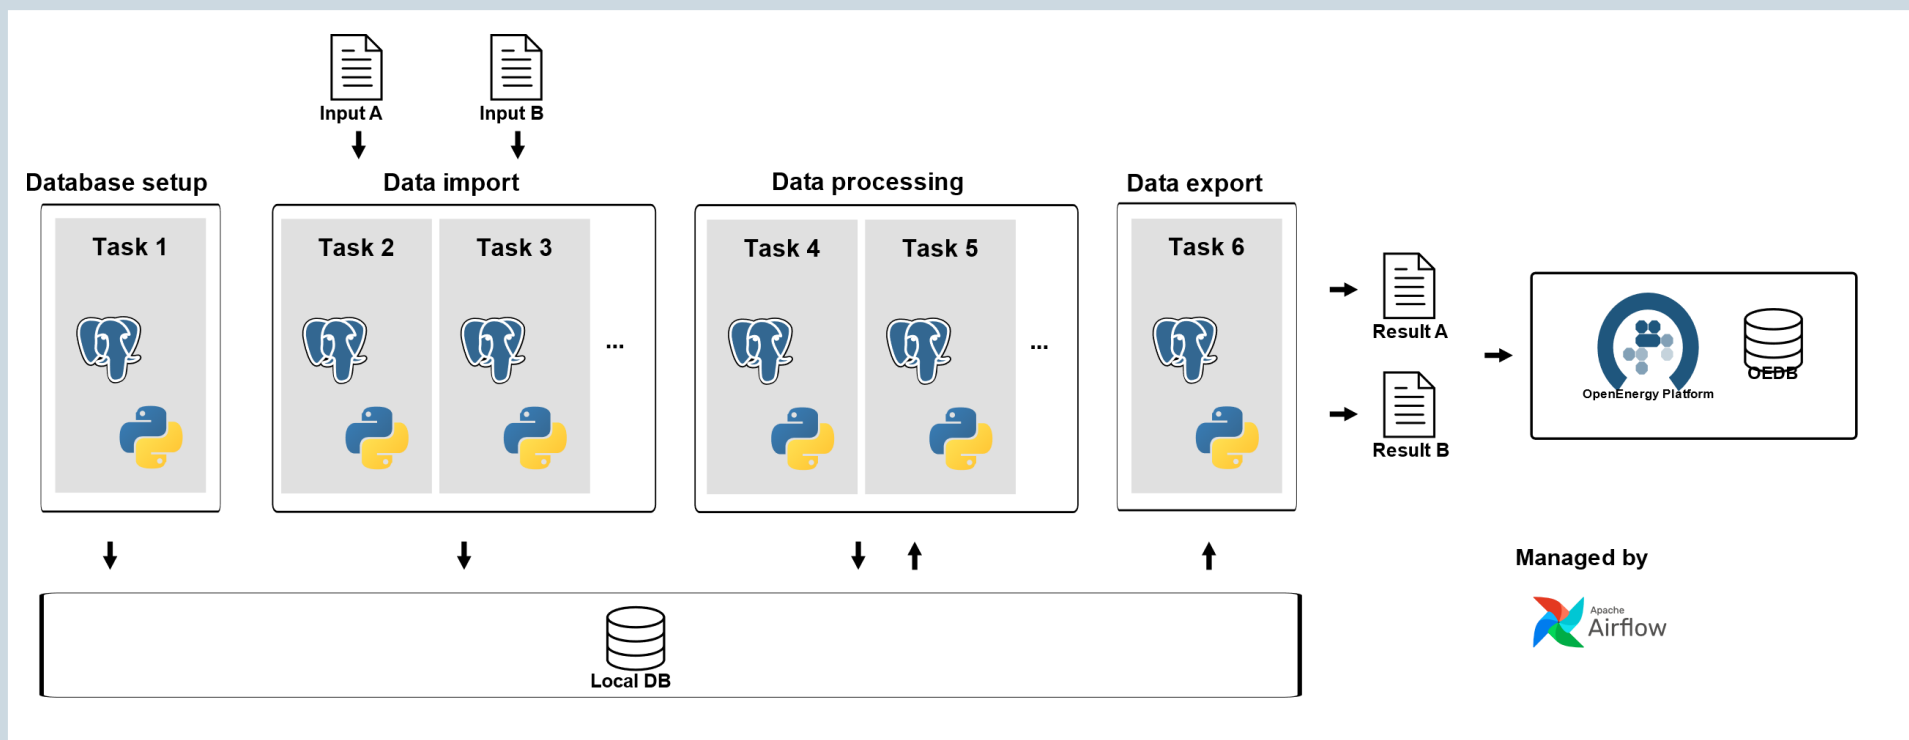 Input A
Input B
Database setup
Data import
Data processing
Data export
Task 1
Task 2
Task 3
...
Task 4
Task 5
...
Task 6
Result A
Result B
OpenEnergy Platform
OEDB
Local DB
Managed by
Apache
Airflow